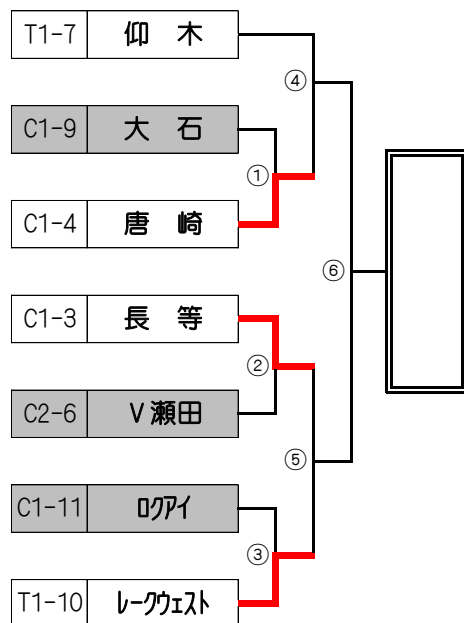 T1-7 仰 木
④
C1-9 大 石
①
C1-4 唐 崎
⑥
C1-3 長 等
②
C2-6 V瀬田
⑤
C1-11 ロクアイ
③
T1-10 レークウェスト